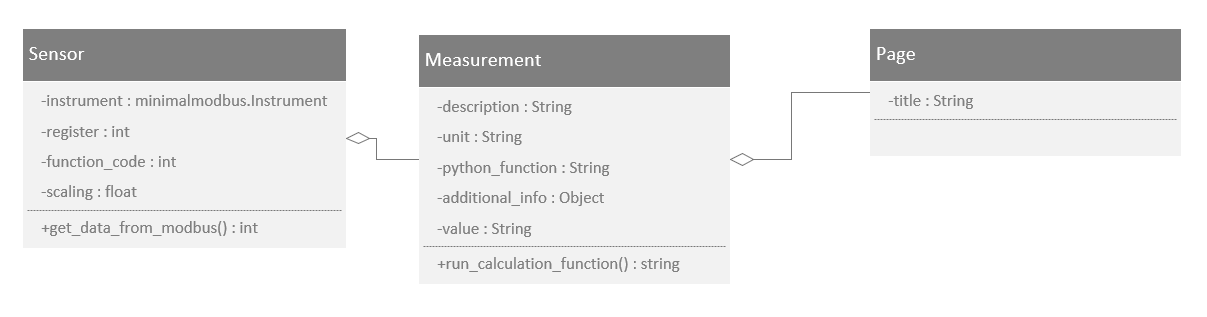 Sensor
-instrument : minimalmodbus.Instrument
-register : int
-function_code : int
-scaling : float
+get_data_from_modbus() : int
Measurement
-description : String
-unit : String
-python_function : String
-additional_info : Object
-value : String
+run_calculation_function() : string
Page
-title : String